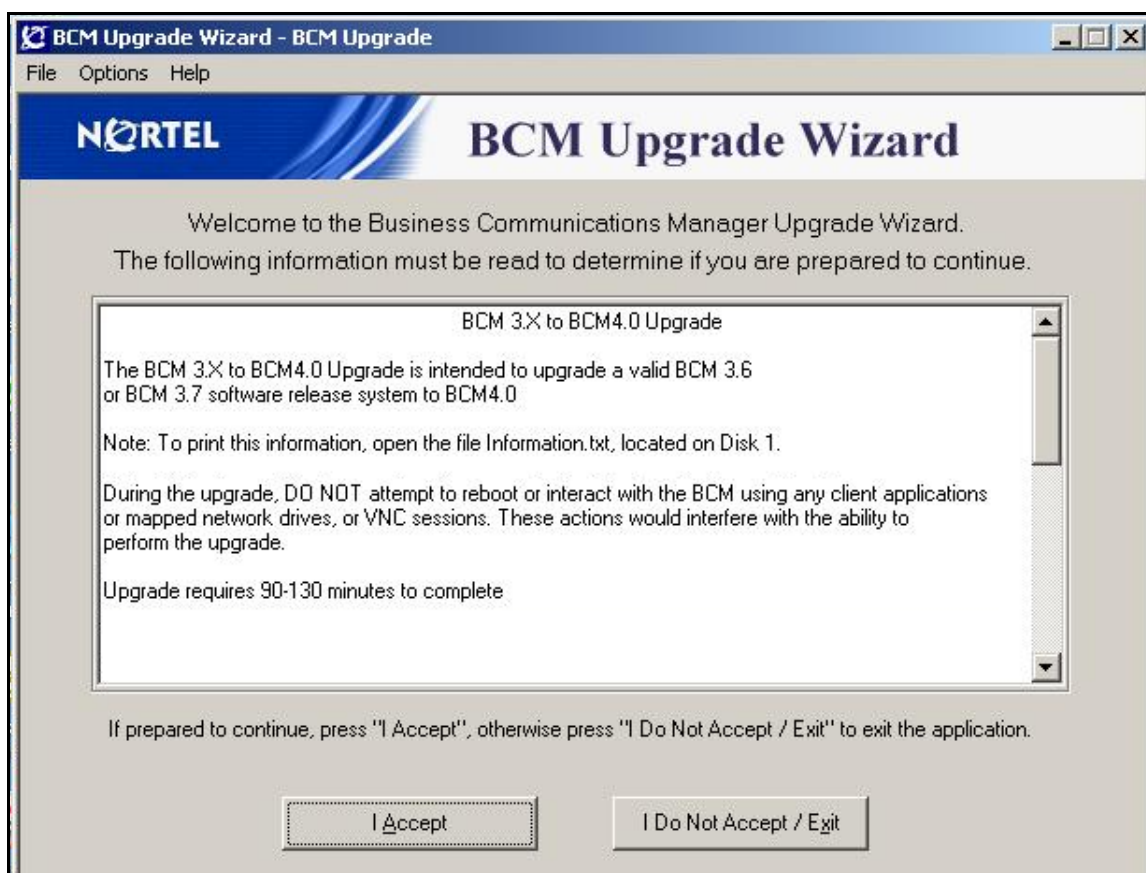 BCM Upgrade Wizard - BCM Upgrade
File Options Help
NORTEL
BCM Upgrade Wizard
Welcome to the Business Communications Manager Upgrade Wizard.
The following information must be read to determine if you are prepared to continue.
BCM 3.X to BCM4.0 Upgrade
The BCM 3.X to BCM4.0 Upgrade is intended to upgrade a valid BCM 3.6
or BCM 3.7 software release system to BCM4.0
Note: To print this information, open the file Information.txt, located on Disk 1.
During the upgrade, DO NOT attempt to reboot or interact with the BCM using any client applications
or mapped network drives, or VNC sessions. These actions would interfere with the ability to
perform the upgrade.
Upgrade requires 90-130 minutes to complete
If prepared to continue, press "I Accept", otherwise press "I Do Not Accept / Exit" to exit the application.
I Accept
I Do Not Accept / Exit